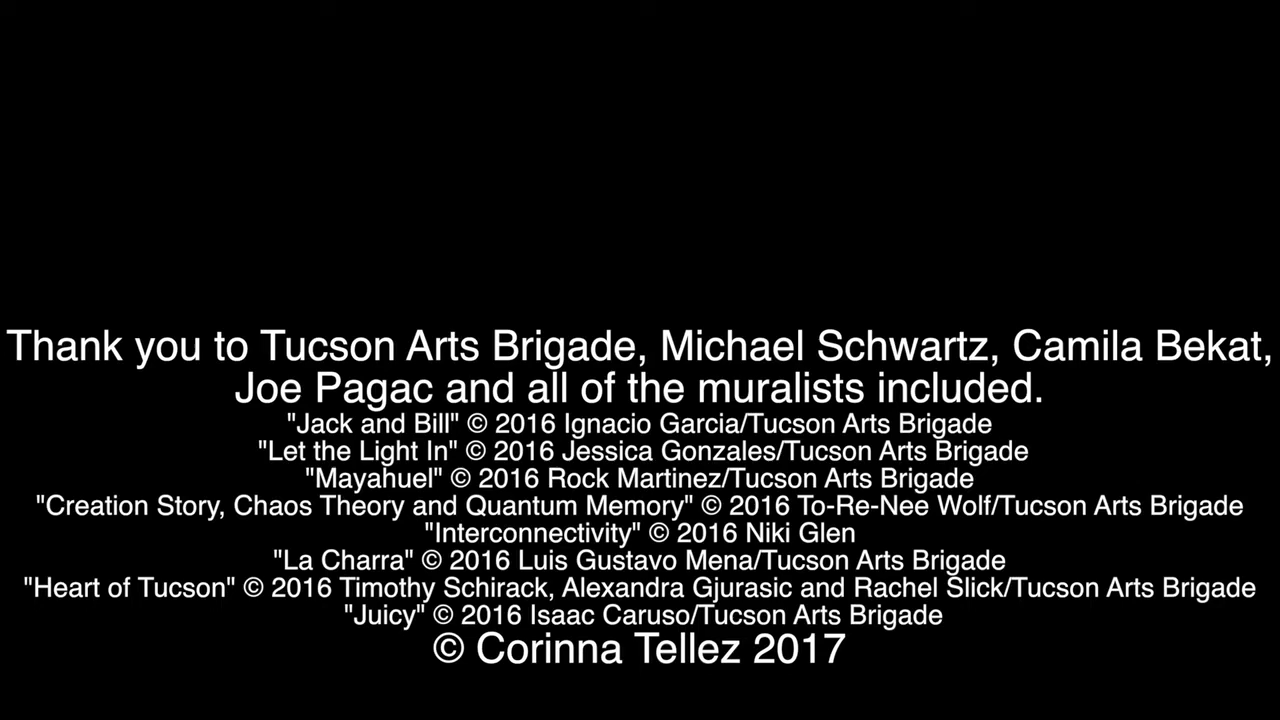 Thank you to Tucson Arts Brigade, Michael Schwartz, Camila Bekat,
Joe Pagac and all of the muralists included.
"Jack and Bill" © 2016 Ignacio Garcia/Tucson Arts Brigade
"Let the Light In" © 2016 Jessica Gonzales/Tucson Arts Brigade
"Mayahuel" © 2016 Rock Martinez/Tucson Arts Brigade
"Creation Story, Chaos Theory and Quantum Memory" © 2016 To-Re-Nee Wolf/Tucson Arts Brigade
"Interconnectivity" © 2016 Niki Glen
"La Charra" © 2016 Luis Gustavo Mena/Tucson Arts Brigade
"Heart of Tucson" © 2016 Timothy Schirack, Alexandra Gjurasic and Rachel Slick/Tucson Arts Brigade
"Juicy" © 2016 Isaac Caruso/Tucson Arts Brigade
© Corinna Tellez 2017